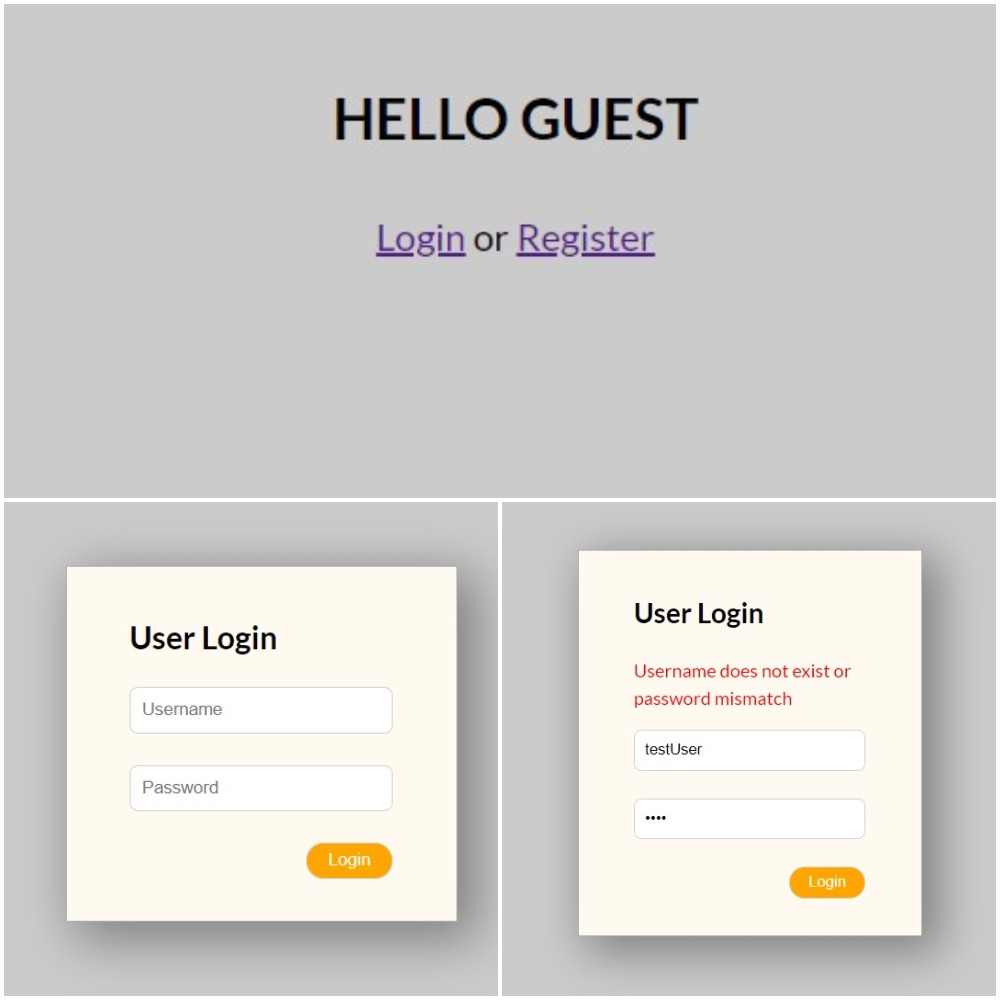 HELLO GUEST
Login or Register
User Login
Username
Password
Login
User Login
Username does not exist or
password mismatch
testUser
••••
Login